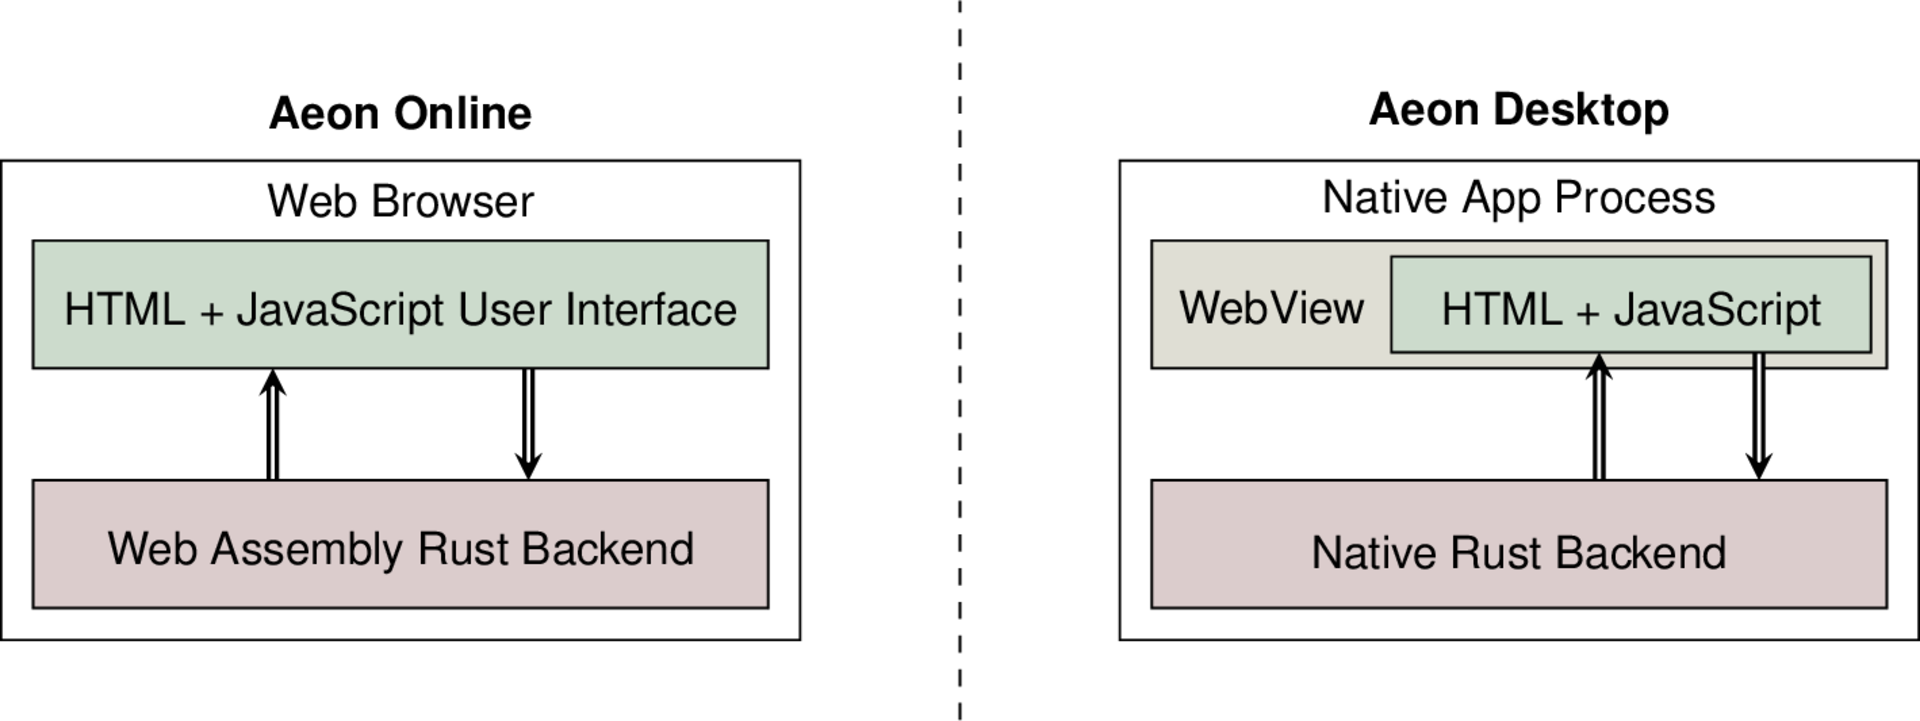 Aeon Online
Web Browser
HTML + JavaScript User Interface
Web Assembly Rust Backend
Aeon Desktop
Native App Process
WebView
HTML + JavaScript
Native Rust Backend